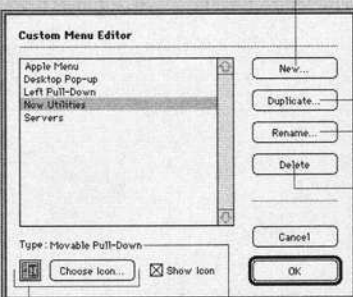 Custom Menu Editor
Apple Menu
Desktop Pop-up
Left Pull-Down
Now Utilities
Servers
New...
Duplicate...
Rename...
Delete
Cancel
OK
Type: Movable Pull-Down
Choose Icon...
Show Icon